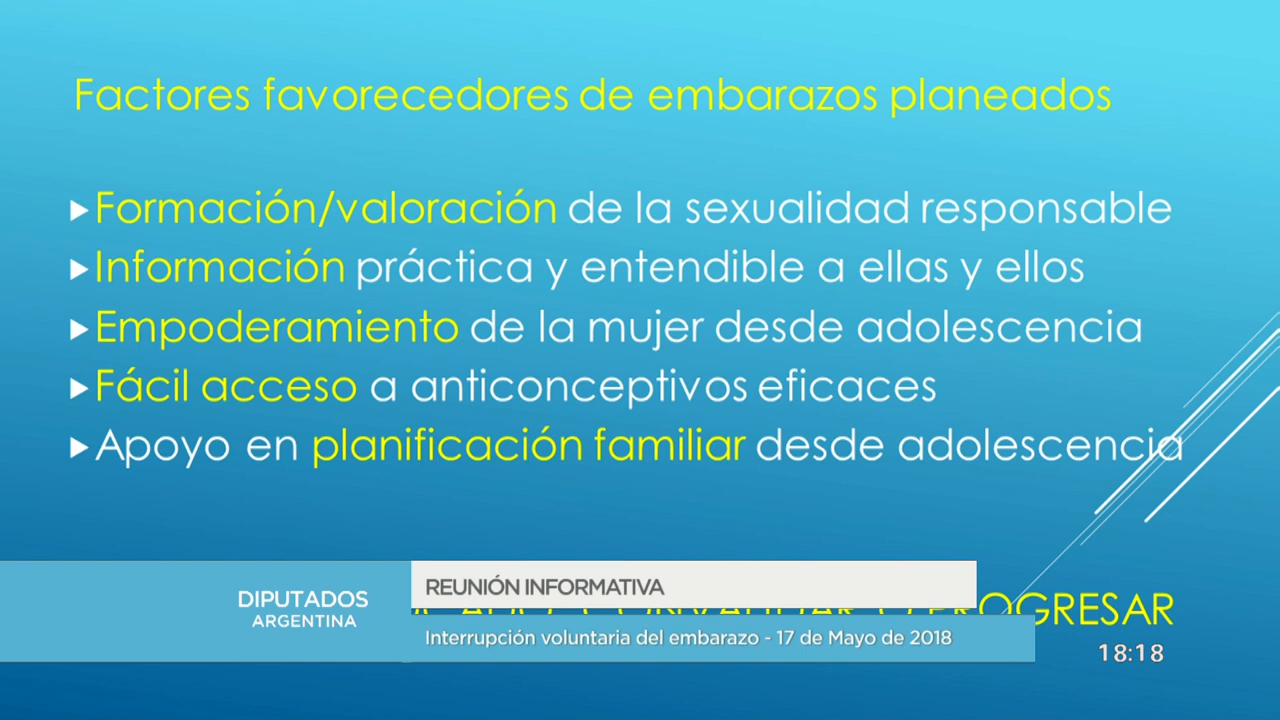 Factores favorecedores de embarazos planeados
▶Formación/valoración de la sexualidad responsable
▶Información práctica y entendible a ellas y ellos
▶Empoderamiento de la mujer desde adolescencia
▶Fácil acceso a anticonceptivos eficaces
▶Apoyo en planificación familiar desde adolescencia
PROGRESAR
DIPUTADOS
ARGENTINA
REUNIÓN INFORMATIVA
Interrupción voluntaria del embarazo - 17 de Mayo de 2018
18:18